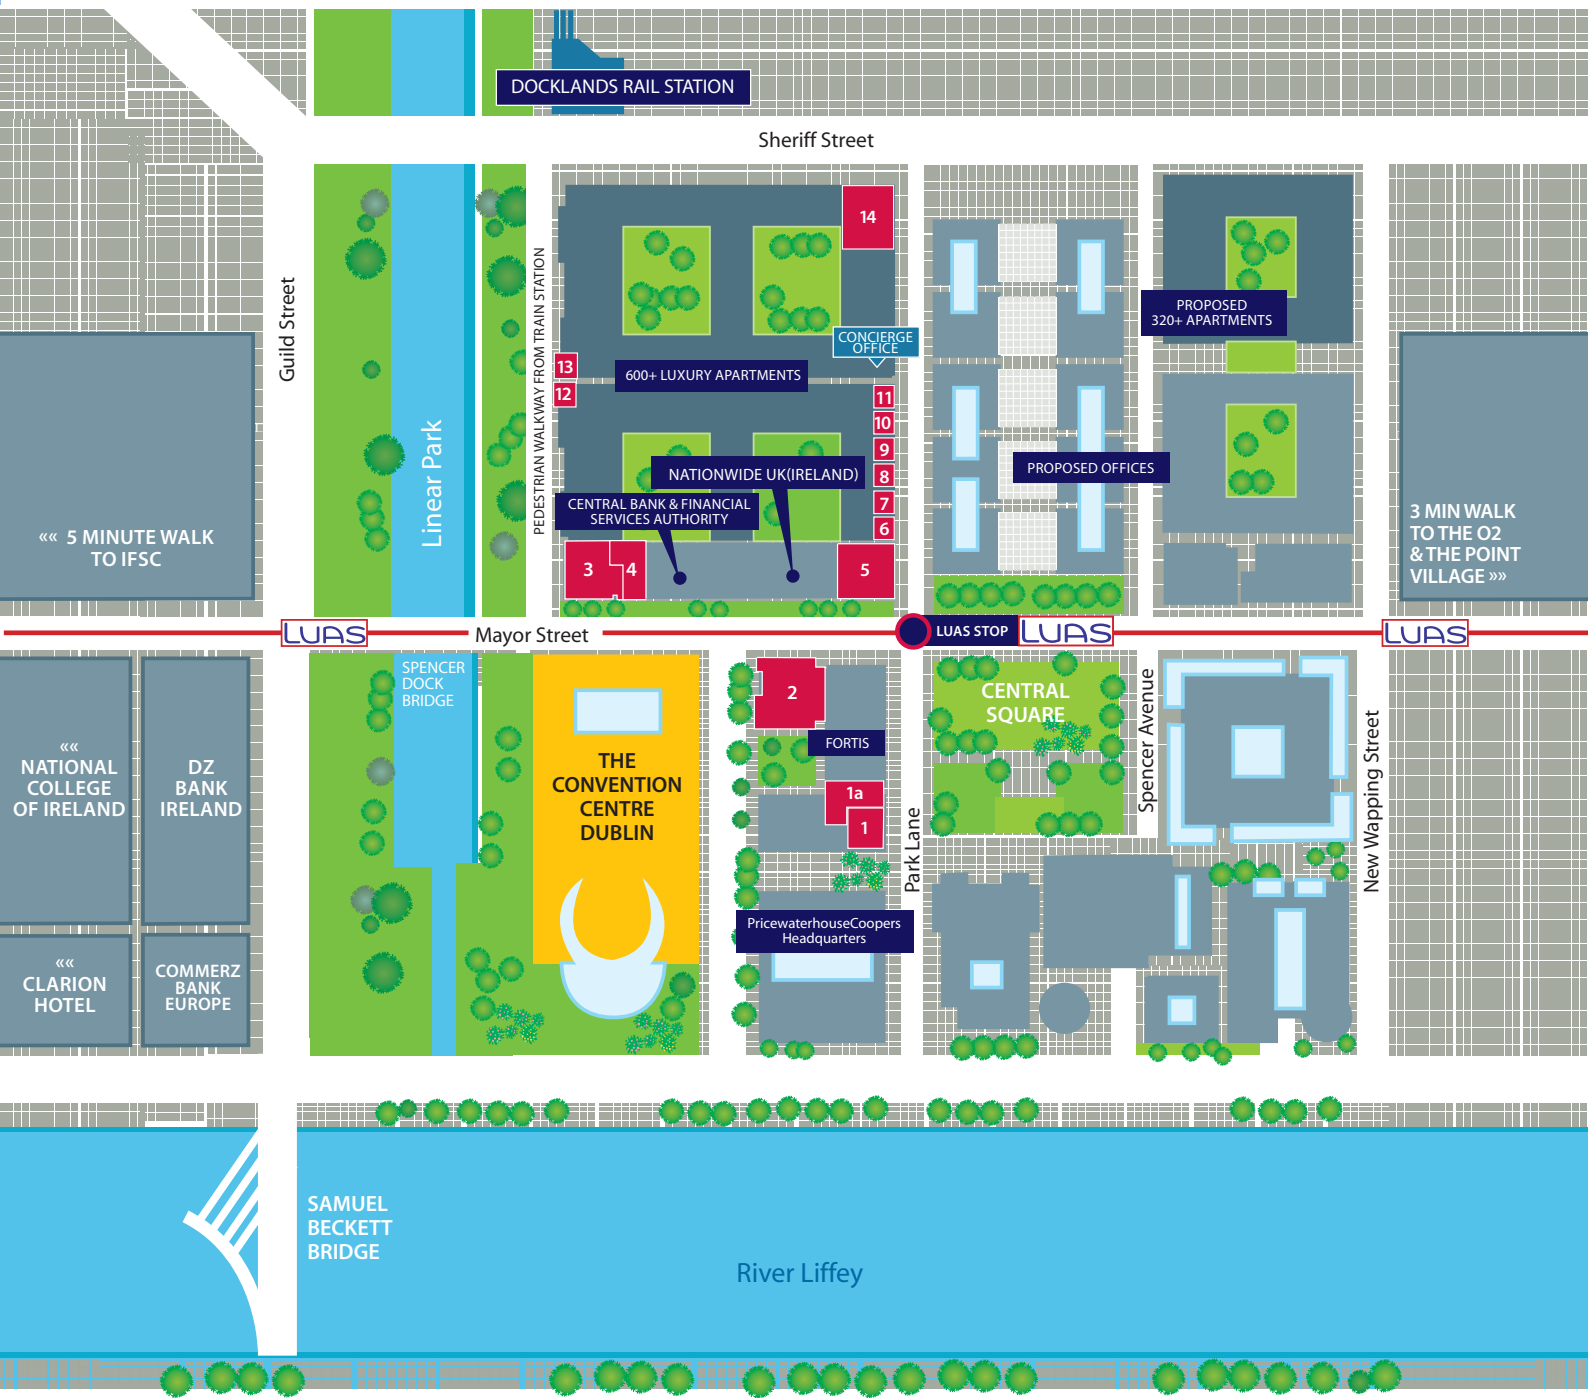 DOCKLANDS RAIL STATION
Sheriff Street
14
Guild Street
PEDESTRIAN WALKWAY FROM TRAIN STATION
Linear Park
CONCIERGE
OFFICE
PROPOSED
320+ APARTMENTS
13
12
600+ LUXURY APARTMENTS
11
10
9
8
7
6
NATIONWIDE UK(IRELAND)
CENTRAL BANK & FINANCIAL
SERVICES AUTHORITY
PROPOSED OFFICES
«« 5 MINUTE WALK
TO IFSC
3 MIN WALK
TO THE O2
& THE POINT
VILLAGE »»
3
4
5
LUAS
Mayor Street
LUAS STOP
LUAS
LUAS
SPENCER
DOCK
BRIDGE
2
CENTRAL
SQUARE
Spencer Avenue
New Wapping Street
FORTIS
««
NATIONAL
COLLEGE
OF IRELAND
DZ
BANK
IRELAND
THE
CONVENTION
CENTRE
DUBLIN
1a
1
Park Lane
PricewaterhouseCoopers
Headquarters
««
CLARION
HOTEL
COMMERZ
BANK
EUROPE
SAMUEL
BECKETT
BRIDGE
River Liffey